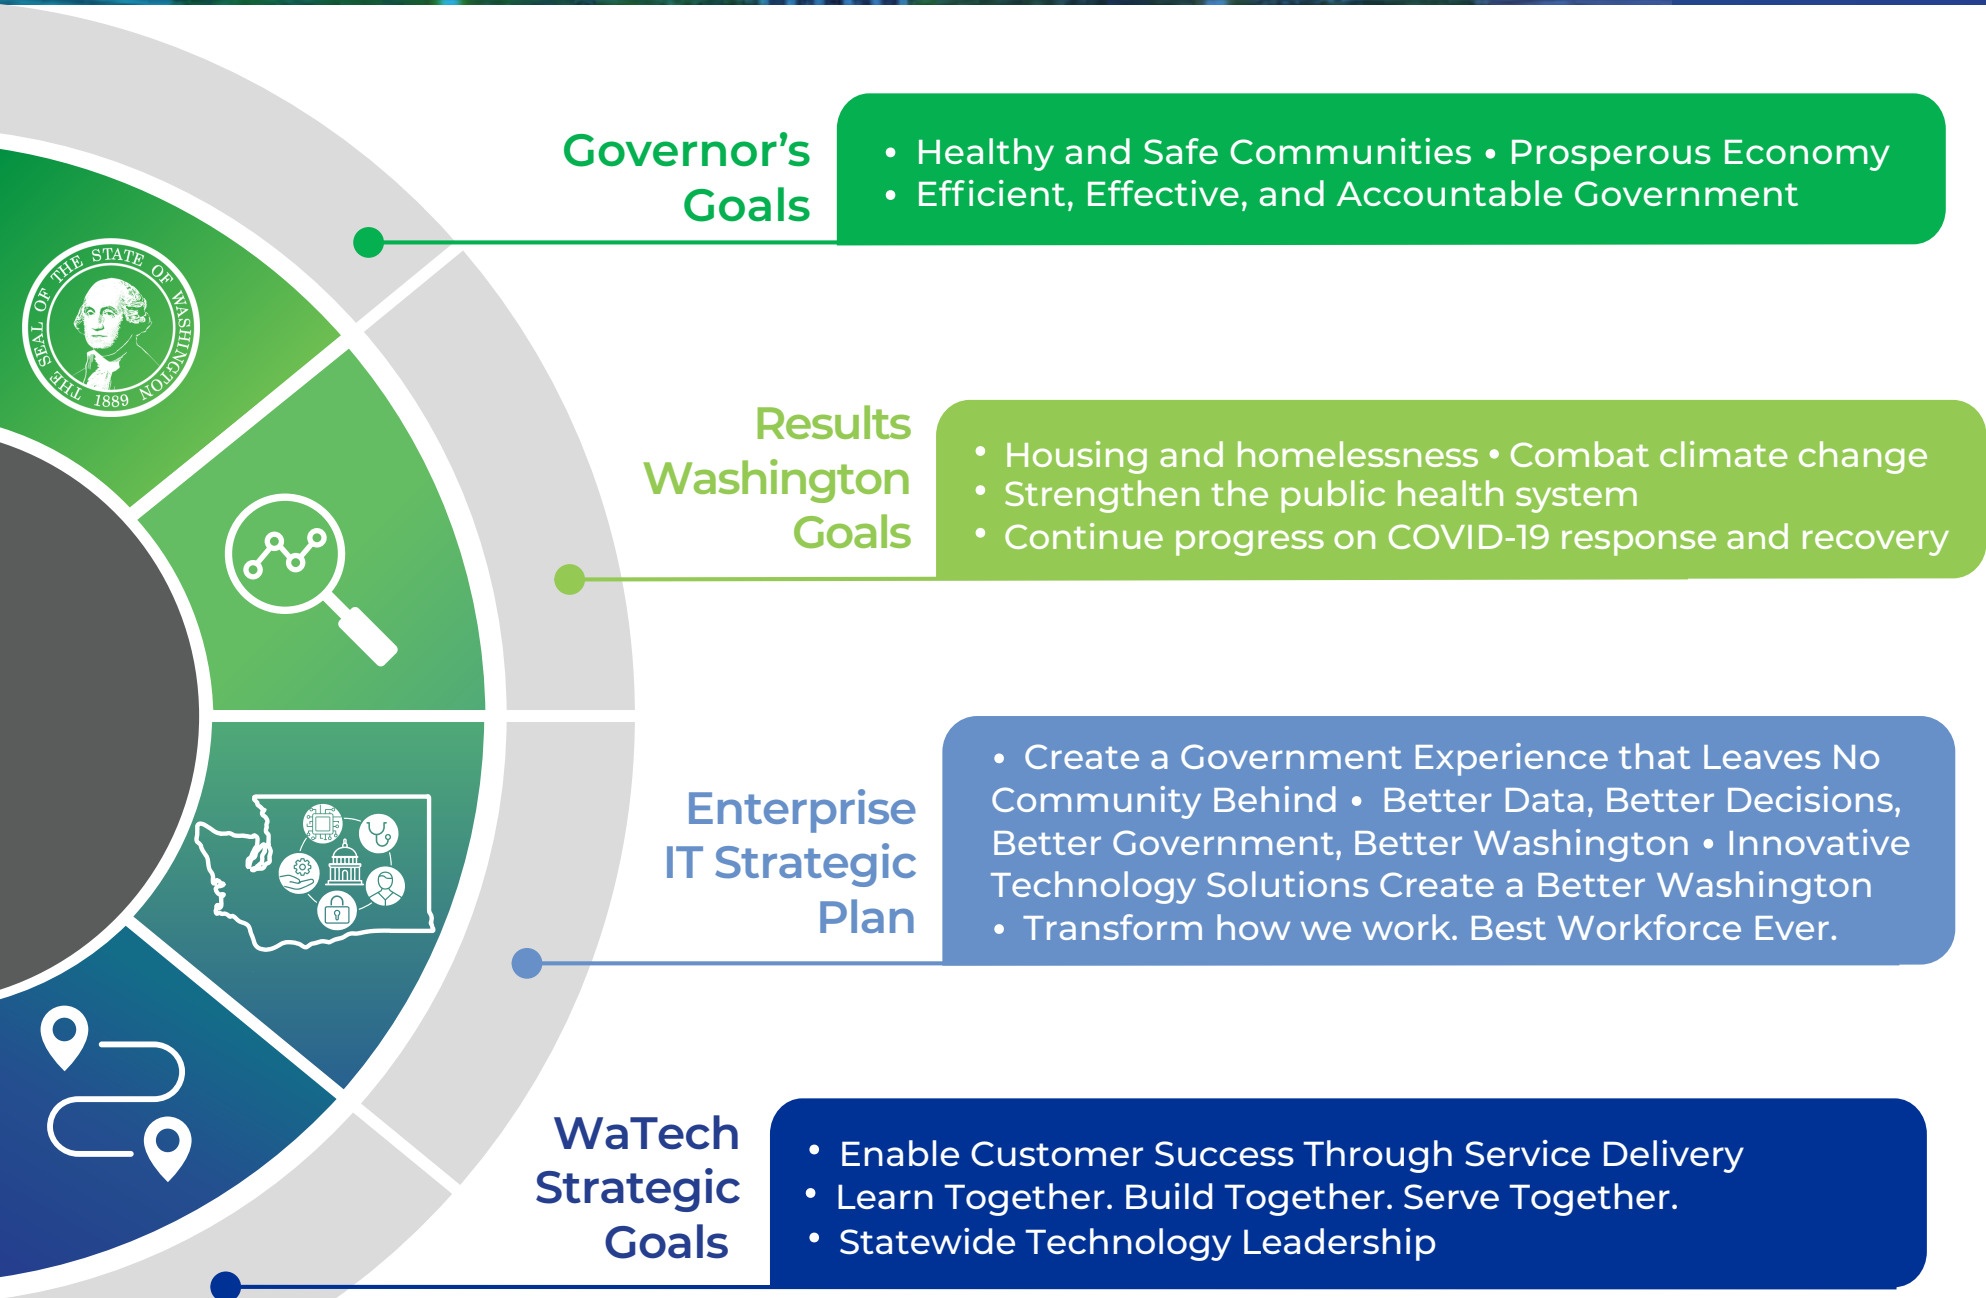 THE SEAL OF THE STATE OF WASHINGTON
1889
Governor's
Goals
• Healthy and Safe Communities • Prosperous Economy
• Efficient, Effective, and Accountable Government
Results
Washington
Goals
• Housing and homelessness • Combat climate change
• Strengthen the public health system
• Continue progress on COVID-19 response and recovery
Enterprise
IT Strategic
Plan
• Create a Government Experience that Leaves No
Community Behind • Better Data, Better Decisions,
Better Government, Better Washington • Innovative
Technology Solutions Create a Better Washington
• Transform how we work. Best Workforce Ever.
WaTech
Strategic
Goals
• Enable Customer Success Through Service Delivery
• Learn Together. Build Together. Serve Together.
• Statewide Technology Leadership